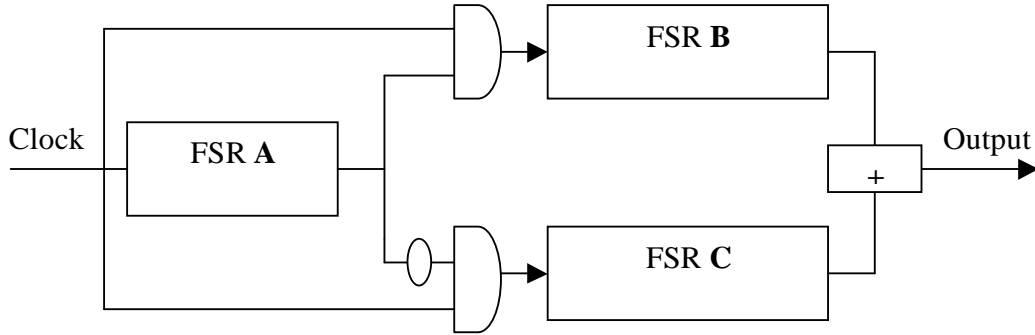 FSR B
Clock
FSR A
Output
+
FSR C